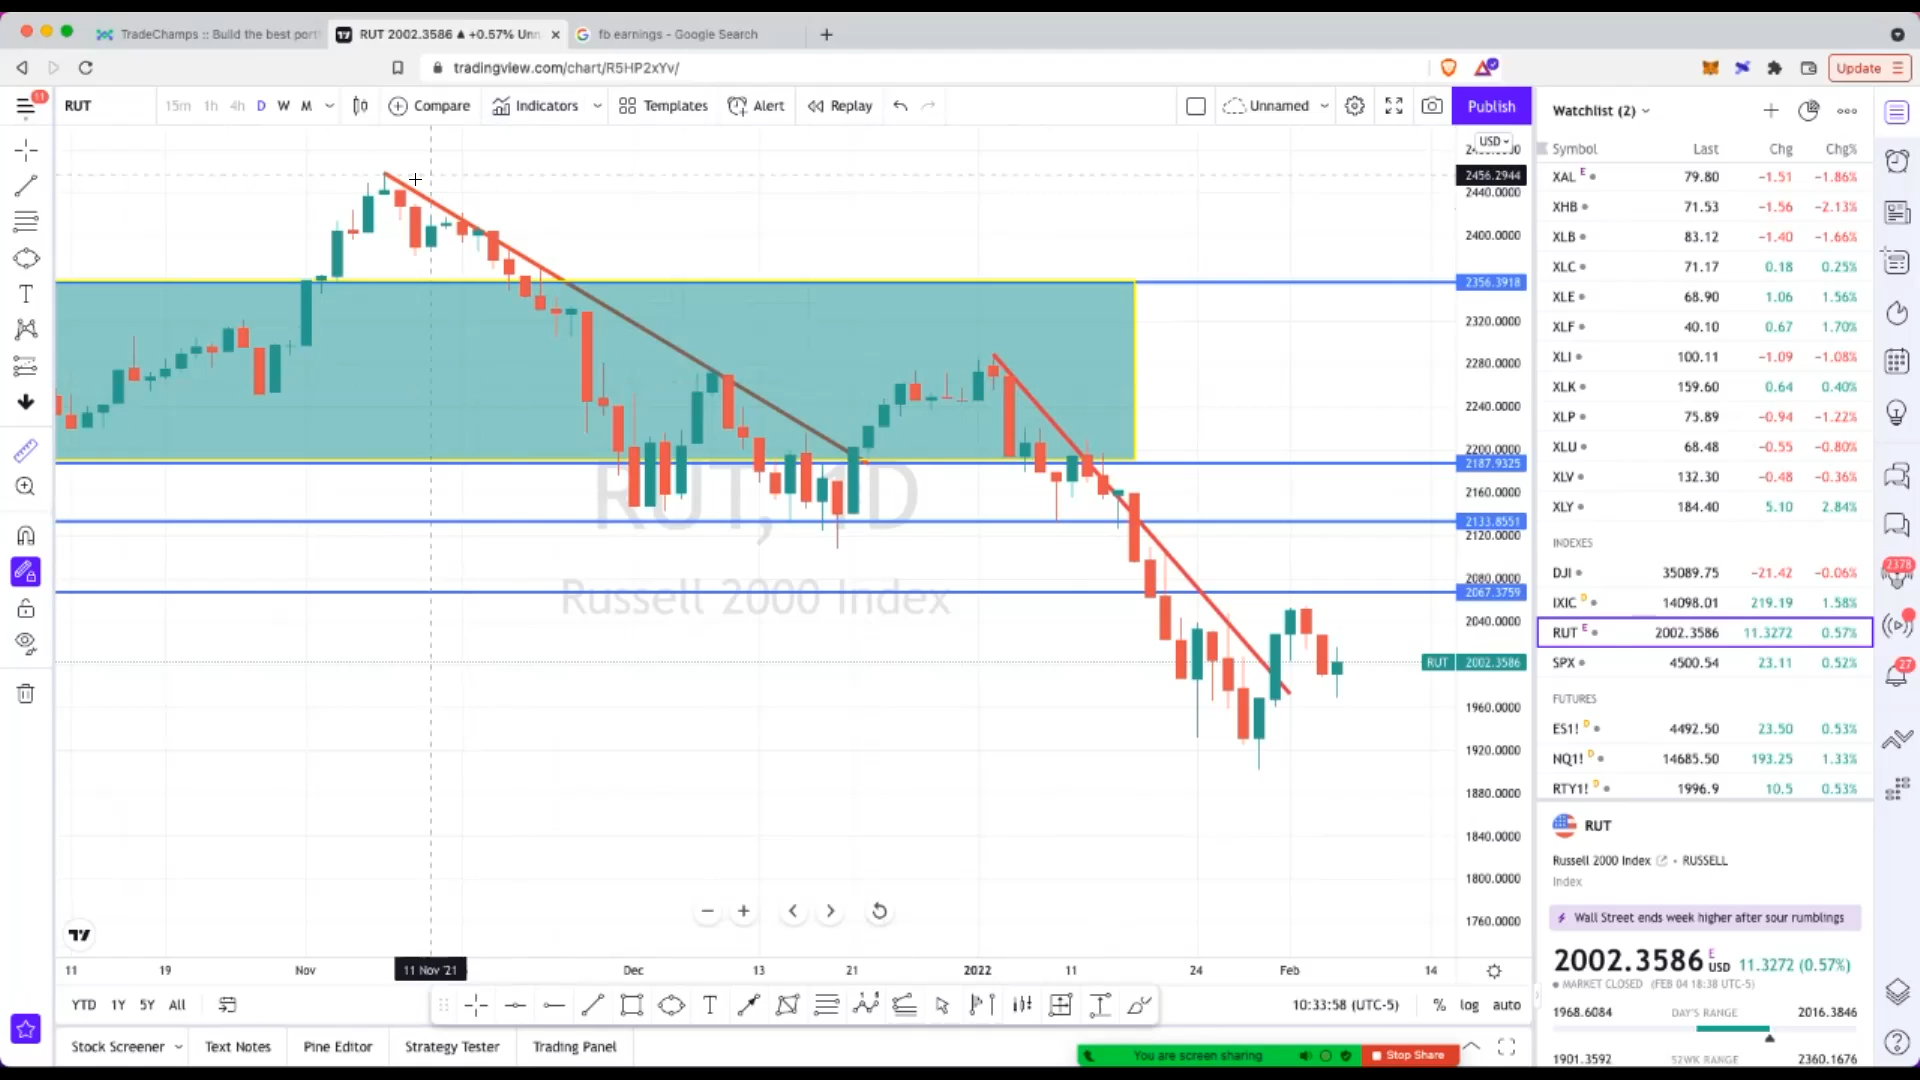 TradeChamps :: Build the best port
RUT 2002.3586 ▲ +0.57% Unn
fb earnings - Google Search
tradingview.com/chart/R5HP2xYv/
Update
11
RUT 15m 1h 4h D W M Compare Indicators Templates Alert Replay Unnamed Publish
Watchlist (2)
USD
Symbol Last Chg Chg%
XAL E 79.80 −1.51 −1.86%
XHB 71.53 −1.56 −2.13%
XLB 83.12 −1.40 −1.66%
XLC 71.17 0.18 0.25%
XLE 68.90 1.06 1.56%
XLF 40.10 0.67 1.70%
XLI 100.11 −1.09 −1.08%
XLK 159.60 0.64 0.40%
XLP 75.89 −0.94 −1.22%
XLU 68.48 −0.55 −0.80%
XLV 132.30 −0.48 −0.36%
XLY 184.40 5.10 2.84%
INDEXES
DJI 35089.75 −21.42 −0.06%
IXIC D 14098.01 219.19 1.58%
RUT E 2002.3586 11.3272 0.57%
SPX 4500.54 23.11 0.52%
FUTURES
ES1! D 4492.50 23.50 0.53%
NQ1! D 14685.50 193.25 1.33%
RTY1! D 1996.9 10.5 0.53%
2456.2944
2440.0000
2400.0000
2356.3918
2320.0000
2280.0000
2240.0000
2200.0000
2187.9325
2160.0000
2133.8551
2120.0000
2080.0000
2067.3759
2040.0000
RUT 2002.3586
1960.0000
1920.0000
1880.0000
1840.0000
1800.0000
1760.0000
RUT, 1D
Russell 2000 Index
2378
27
RUT
Russell 2000 Index • RUSSELL
Index
Wall Street ends week higher after sour rumblings
2002.3586 E USD 11.3272 (0.57%)
MARKET CLOSED (FEB 04 18:38 UTC-5)
1968.6084 DAY'S RANGE 2016.3846
1901.3592 52WK RANGE 2360.1676
11 19 Nov 11 Nov '21 Dec 13 21 2022 11 24 Feb 14
YTD 1Y 5Y All
10:33:58 (UTC-5) % log auto
Stock Screener Text Notes Pine Editor Strategy Tester Trading Panel
You are screen sharing
Stop Share